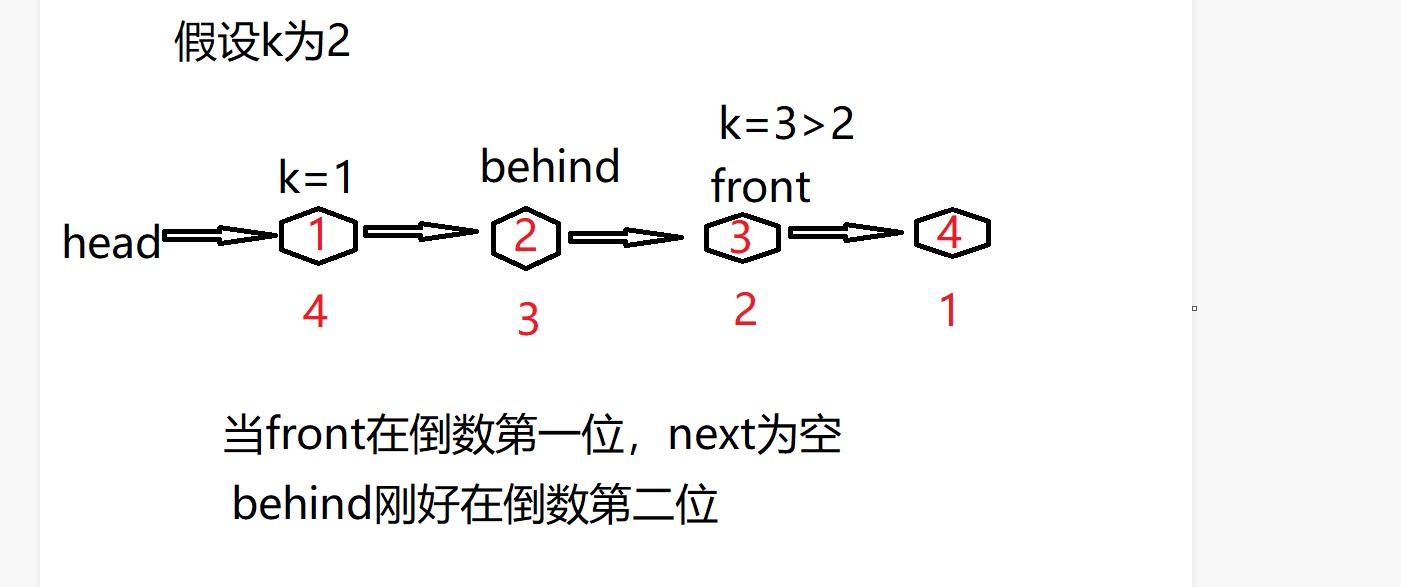 假设k为2
k=3>2
k=1
behind
front
head
1
2
3
4
4
3
2
1
当front在倒数第一位，next为空
behind刚好在倒数第二位